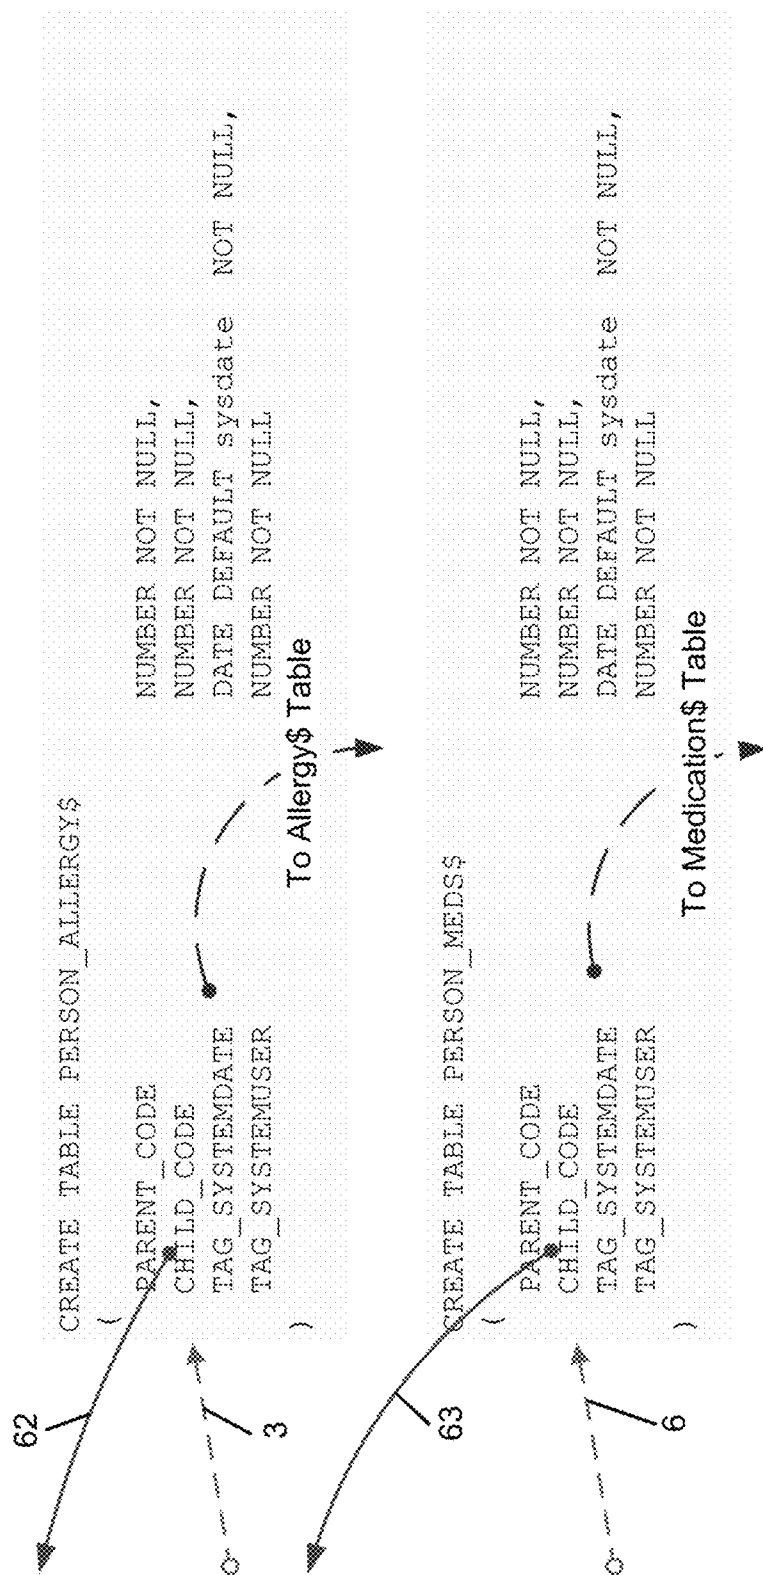 CREATE TABLE PERSON_ALLERGY$
(
PARENT_CODE NUMBER NOT NULL,
CHILD_CODE NUMBER NOT NULL,
TAG_SYSTEMDATE DATE DEFAULT sysdate NOT NULL,
TAG_SYSTEMUSER NUMBER NOT NULL
)
To Allergy$ Table
62
3
CREATE TABLE PERSON_MEDS$
(
PARENT_CODE NUMBER NOT NULL,
CHILD_CODE NUMBER NOT NULL,
TAG_SYSTEMDATE DATE DEFAULT sysdate NOT NULL,
TAG_SYSTEMUSER NUMBER NOT NULL
)
To Medication$ Table
63
6